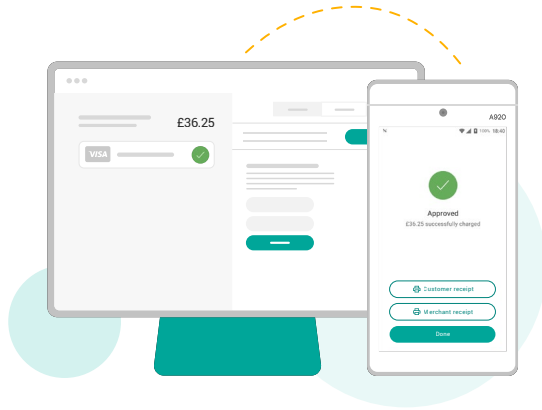 £36.25
VISA
A920
100% 18:40
Approved
£36.25 successfully charged
Customer receipt
Merchant receipt
Done